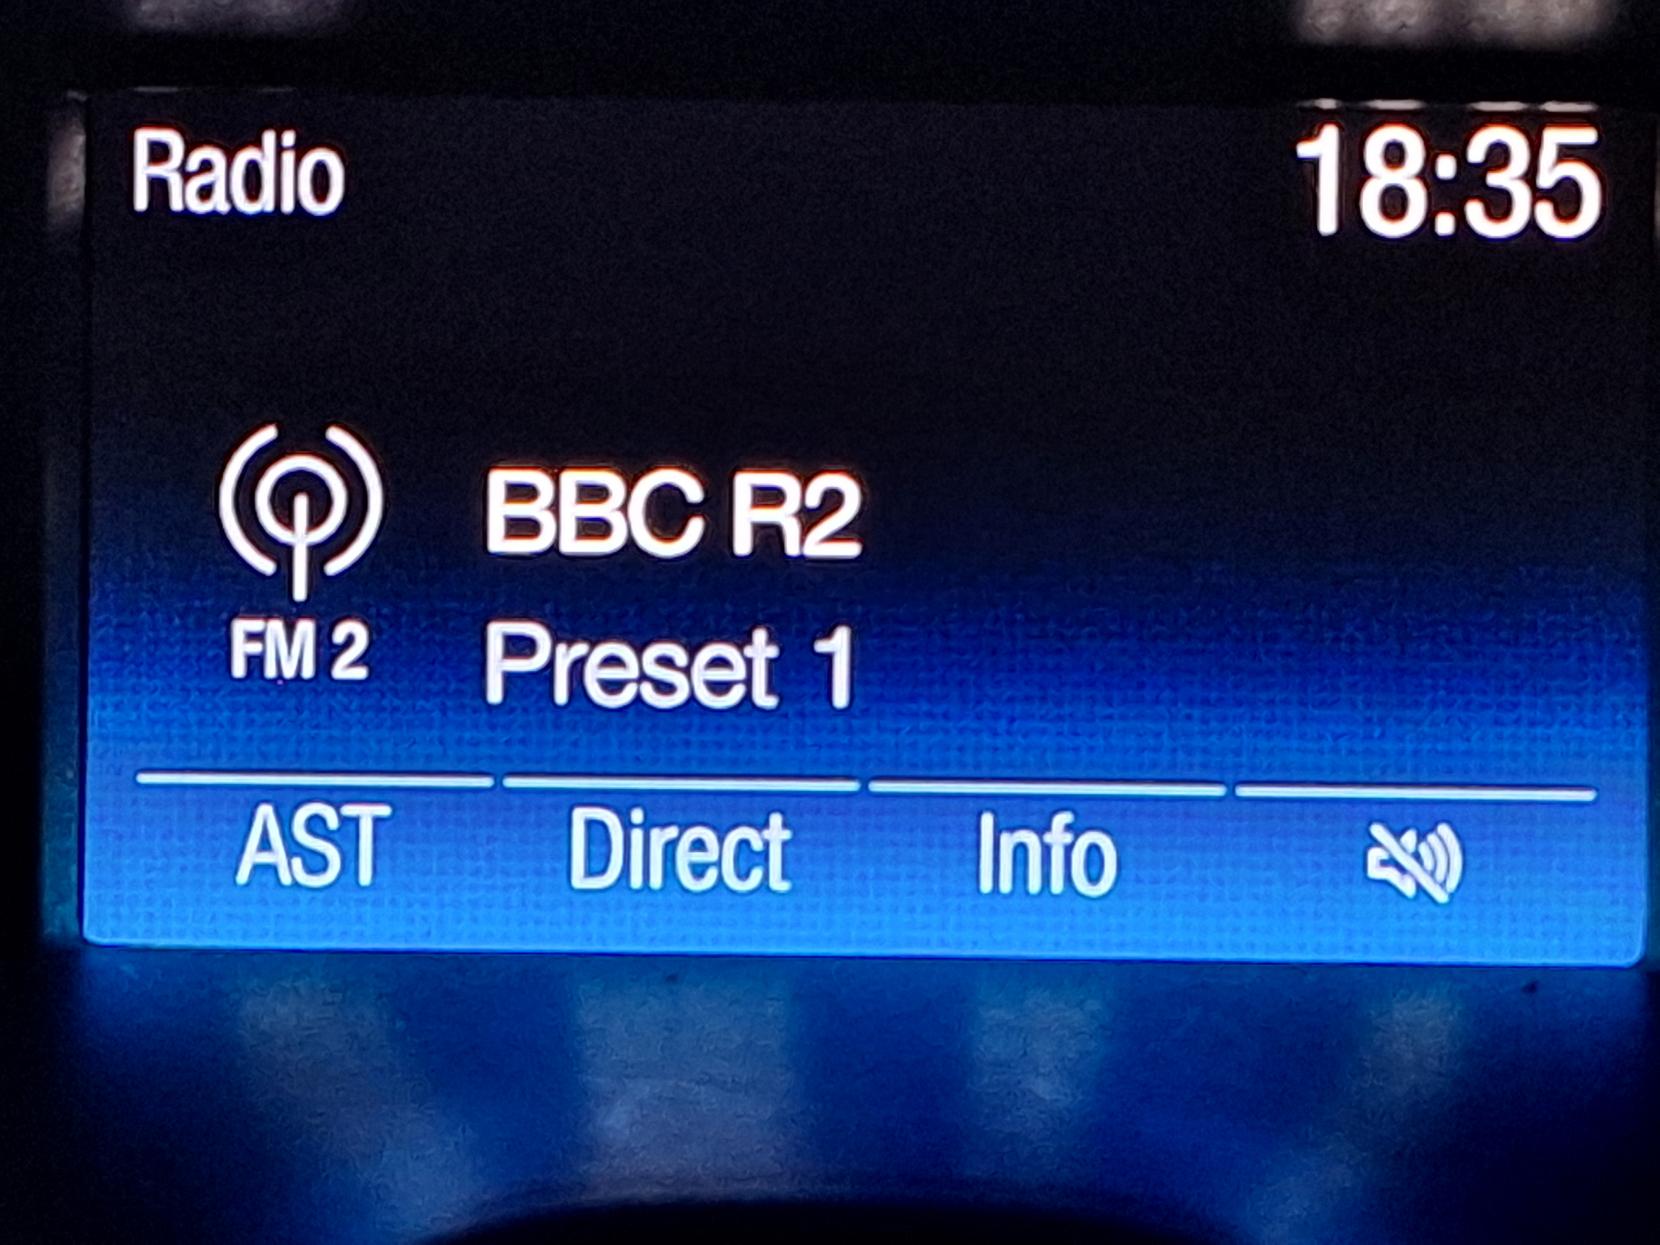 Radio 18:35
BBC R2
FM 2 Preset 1
AST Direct Info